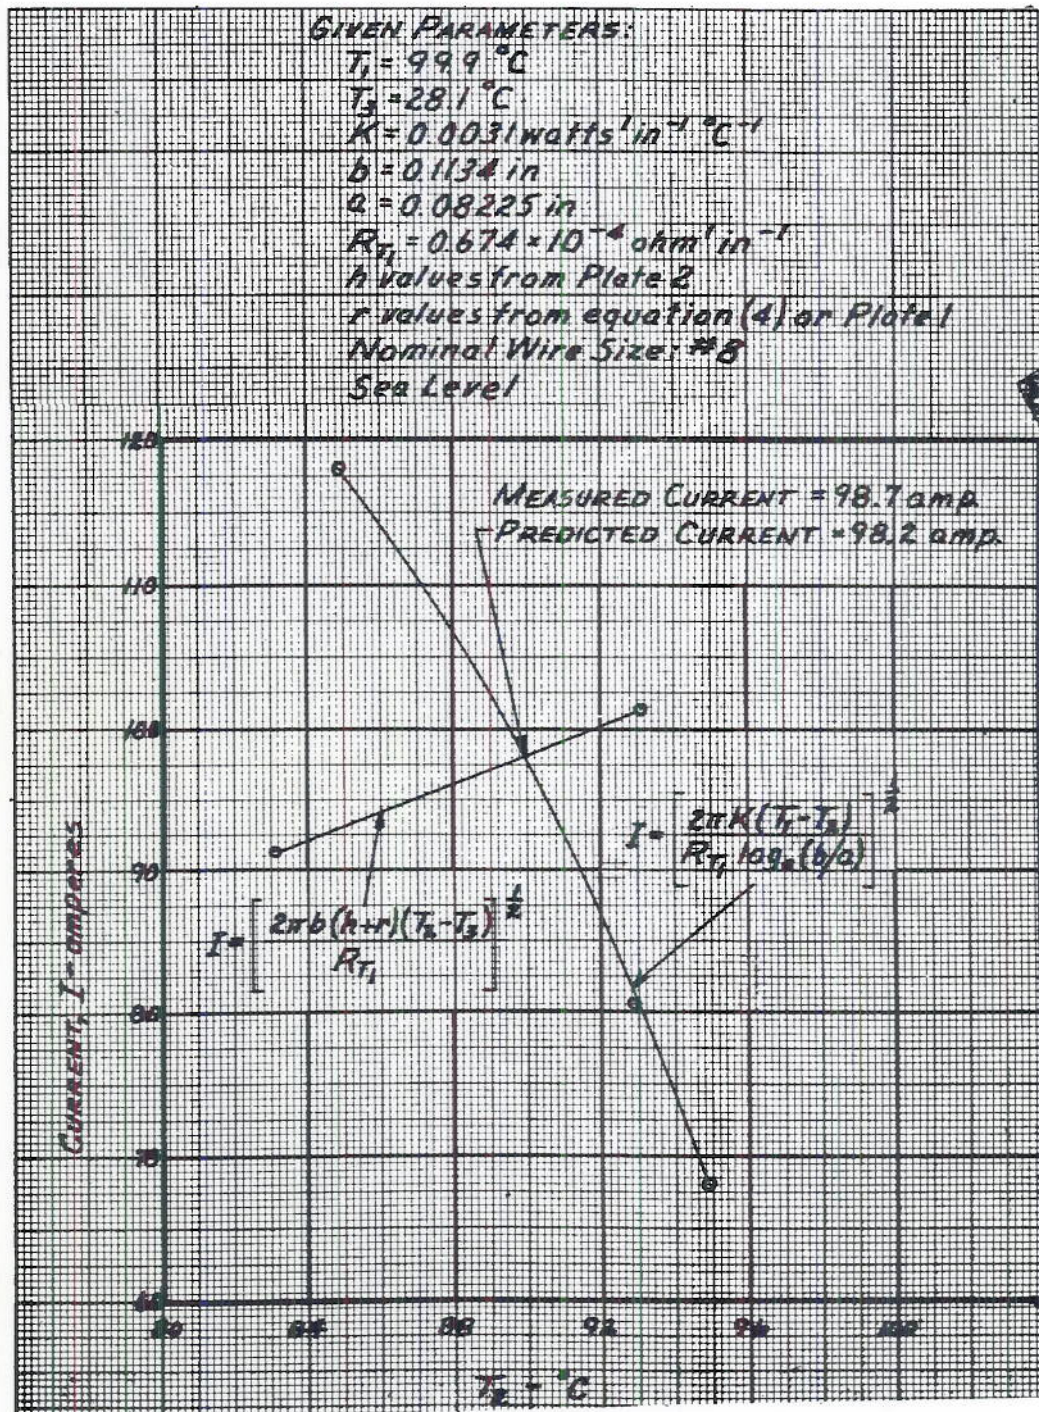 GIVEN PARAMETERS:
T₁ = 99.9 °C
T₃ = 28.1 °C
K = 0.0031 watts¹ in⁻¹ °C⁻¹
b = 0.1134 in
a = 0.08225 in
R_T₁ = 0.674 × 10⁻⁴ ohm¹ in⁻¹
h values from Plate 2
r values from equation (4) or Plate 1
Nominal Wire Size: #8
Sea Level
120
MEASURED CURRENT = 98.7 amp.
PREDICTED CURRENT = 98.2 amp.
110
100
I = [2πK(T₁-T₂) / R_T₁ logₑ(b/a)]^½
90
I = [2πb(h+r)(T₂-T₃) / R_T₁]^½
80
70
60
CURRENT, I - amperes
80 84 88 92 96 100
T₂ - °C